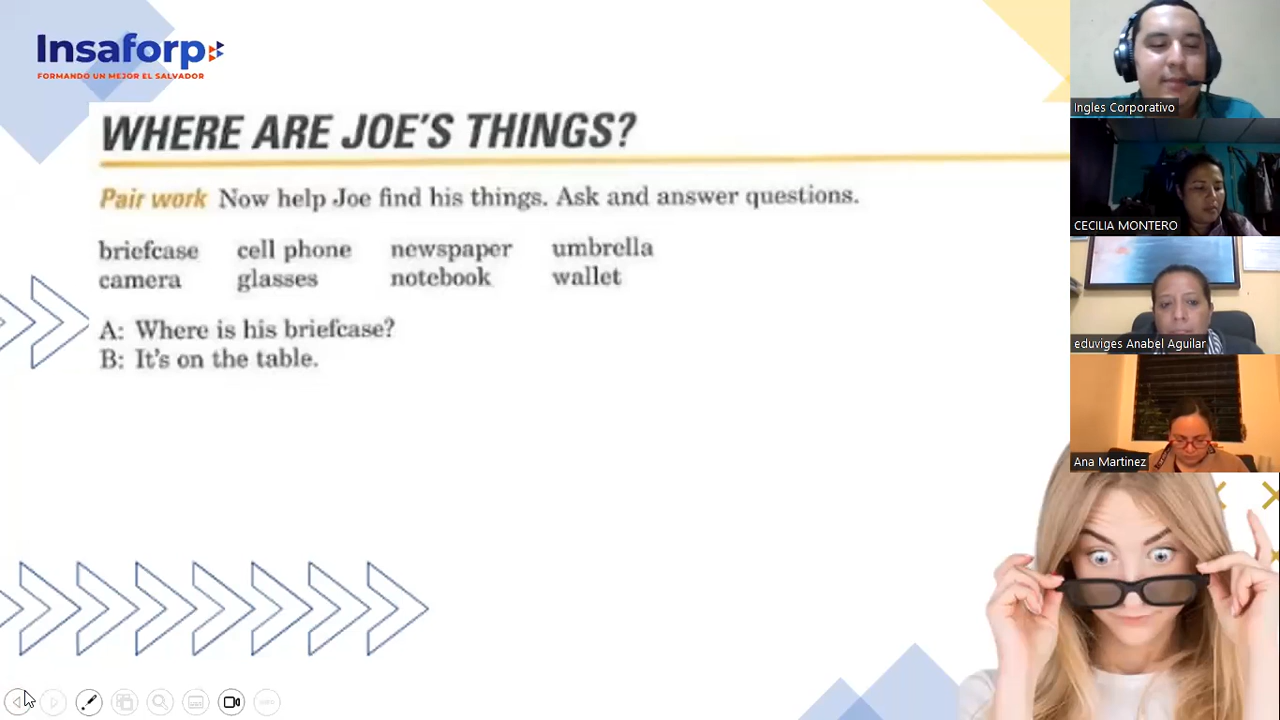 Insaforp
FORMANDO UN MEJOR EL SALVADOR
WHERE ARE JOE'S THINGS?
Pair work Now help Joe find his things. Ask and answer questions.
briefcase cell phone newspaper umbrella
camera glasses notebook wallet
A: Where is his briefcase?
B: It's on the table.
Ingles Corporativo
CECILIA MONTERO
eduviges Anabel Aguilar
Ana Martinez